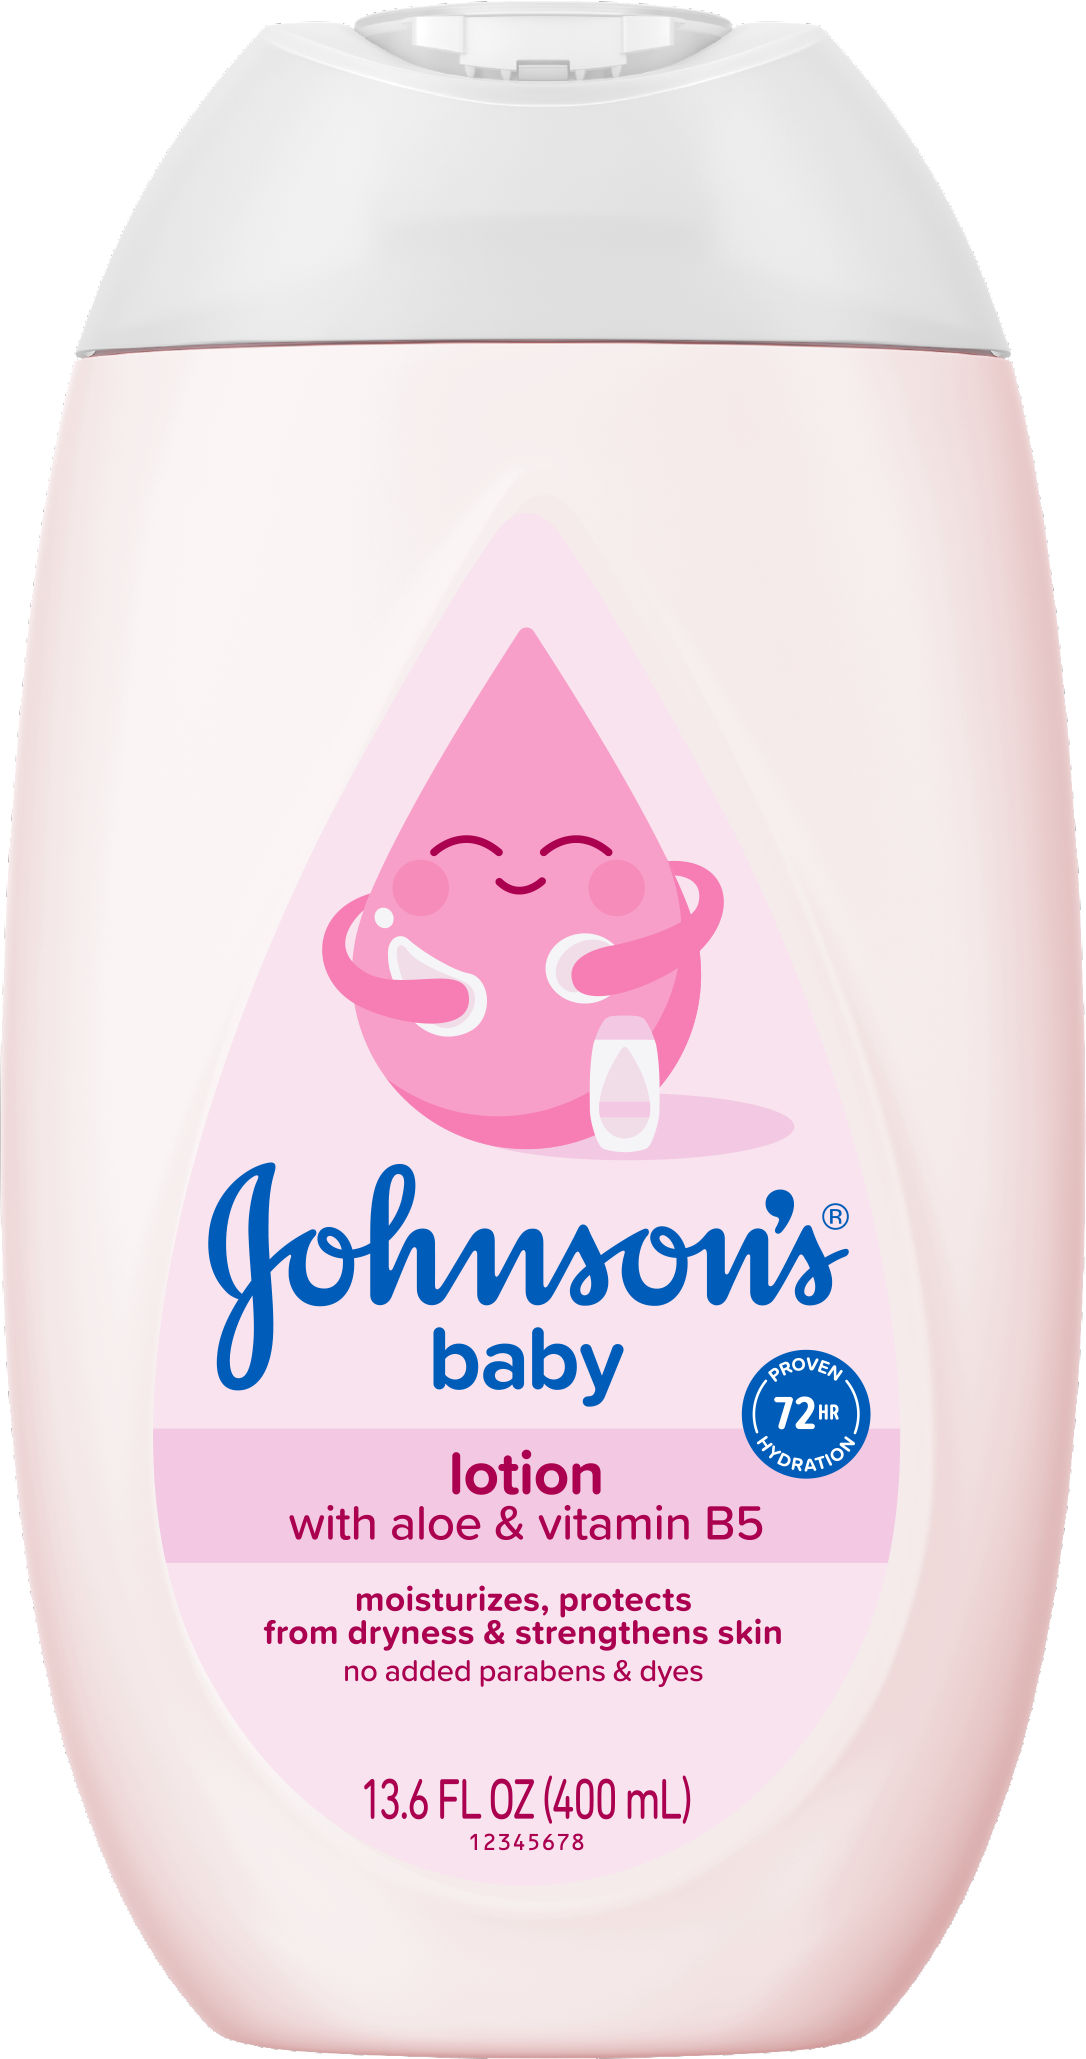 Johnson's®
baby
PROVEN
72HR
HYDRATION
lotion
with aloe & vitamin B5
moisturizes, protects
from dryness & strengthens skin
no added parabens & dyes
13.6 FL OZ (400 mL)
12345678